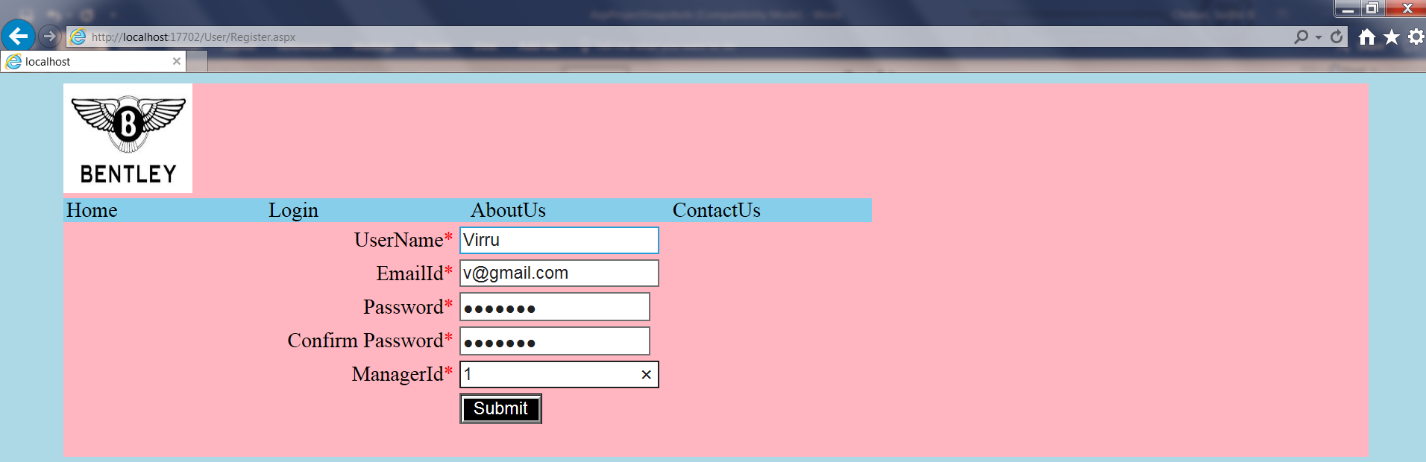 http://localhost:17702/User/Register.aspx
localhost
B
BENTLEY
Home Login AboutUs ContactUs
UserName* Virru
EmailId* v@gmail.com
Password* ●●●●●●●
Confirm Password* ●●●●●●●
ManagerId* 1
Submit